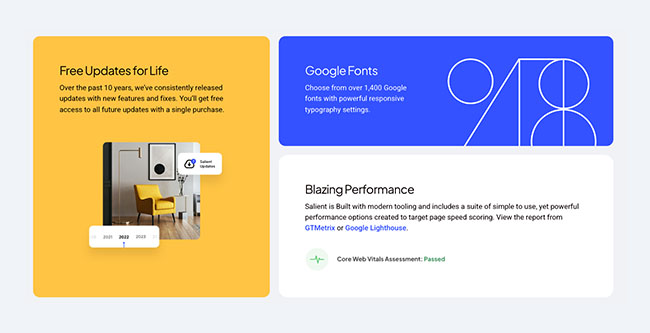 Free Updates for Life
Over the past 10 years, we've consistently released
updates with new features and fixes. You'll get free
access to all future updates with a single purchase.
Salient
Updates
2021 2022 2023
Google Fonts
Choose from over 1,400 Google
fonts with powerful responsive
typography settings.
Blazing Performance
Salient is Built with modern tooling and includes a suite of simple to use, yet powerful
performance options created to target page speed scoring. View the report from
GTMetrix or Google Lighthouse.
Core Web Vitals Assessment: Passed